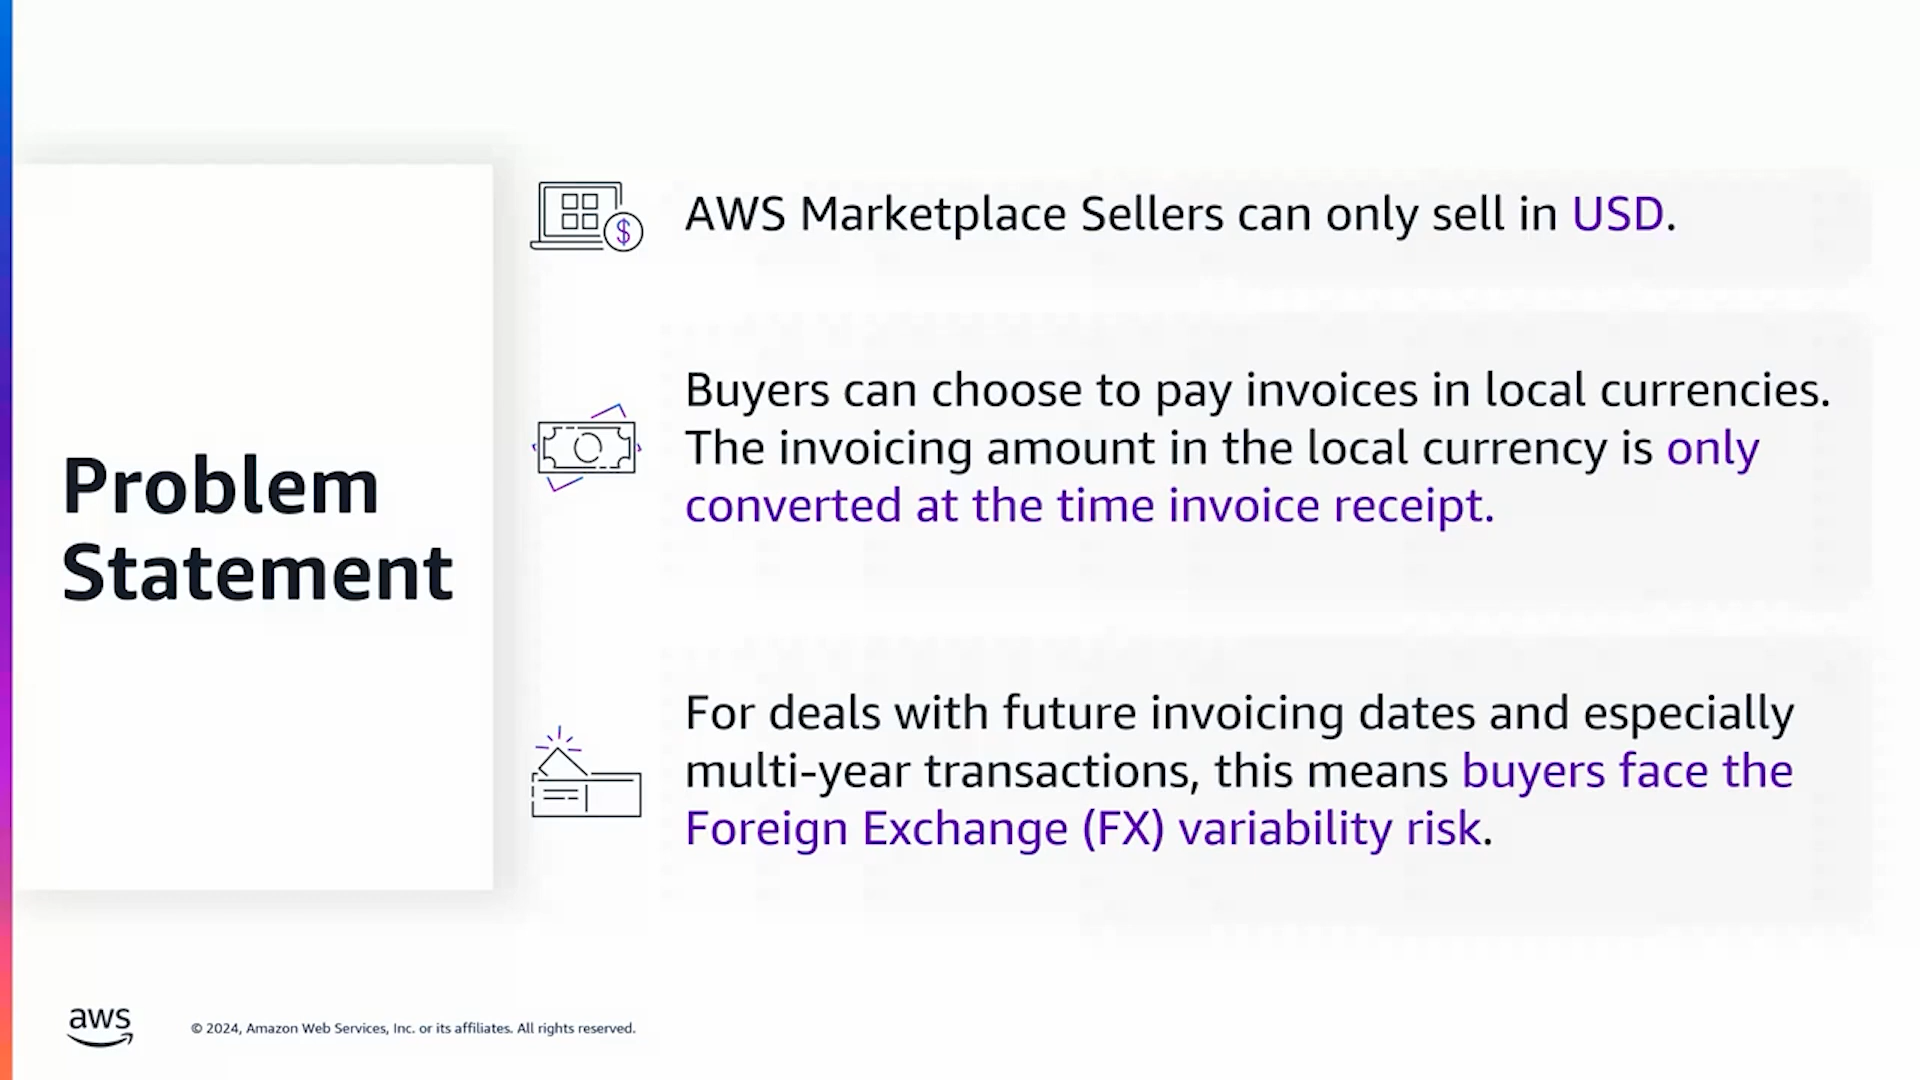 Problem
Statement
AWS Marketplace Sellers can only sell in USD.
Buyers can choose to pay invoices in local currencies.
The invoicing amount in the local currency is only
converted at the time invoice receipt.
For deals with future invoicing dates and especially
multi-year transactions, this means buyers face the
Foreign Exchange (FX) variability risk.
aws
© 2024, Amazon Web Services, Inc. or its affiliates. All rights reserved.